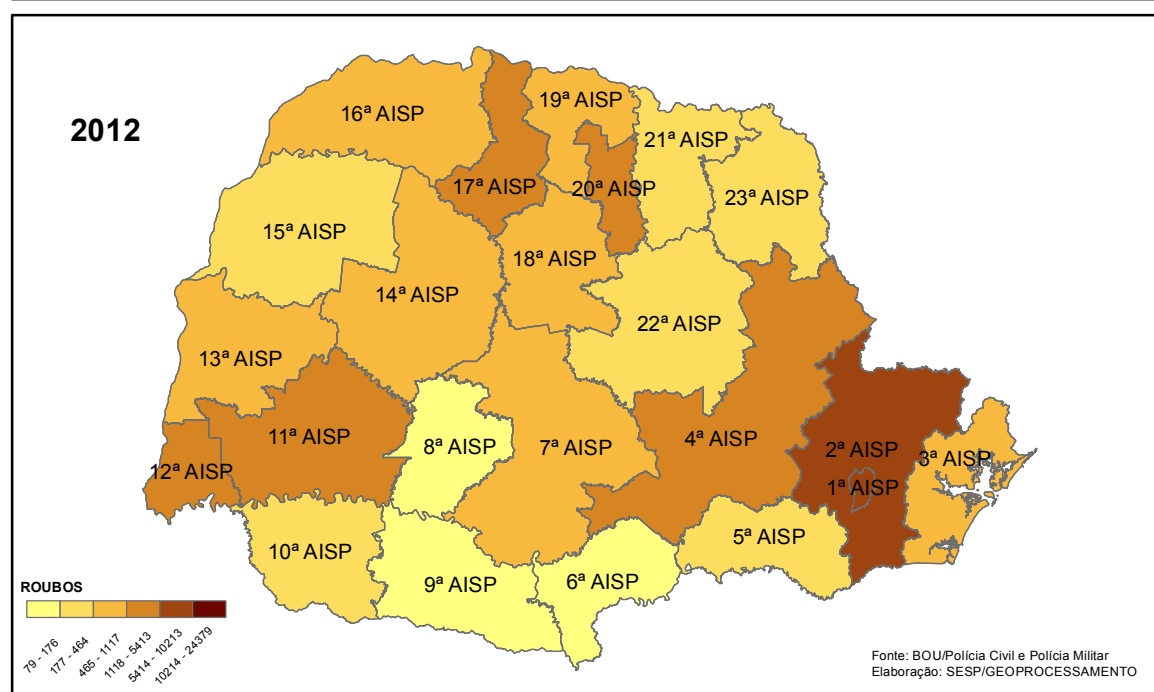 2012
16ª AISP
19ª AISP
21ª AISP
17ª AISP
20ª AISP
23ª AISP
15ª AISP
18ª AISP
14ª AISP
22ª AISP
13ª AISP
11ª AISP
8ª AISP
7ª AISP
4ª AISP
2ª AISP
3ª AISP
12ª AISP
1ª AISP
10ª AISP
5ª AISP
9ª AISP
6ª AISP
ROUBOS
79 - 176
177 - 464
465 - 1117
1118 - 5413
5414 - 10213
10214 - 24379
Fonte: BOU/Polícia Civil e Polícia Militar
Elaboração: SESP/GEOPROCESSAMENTO